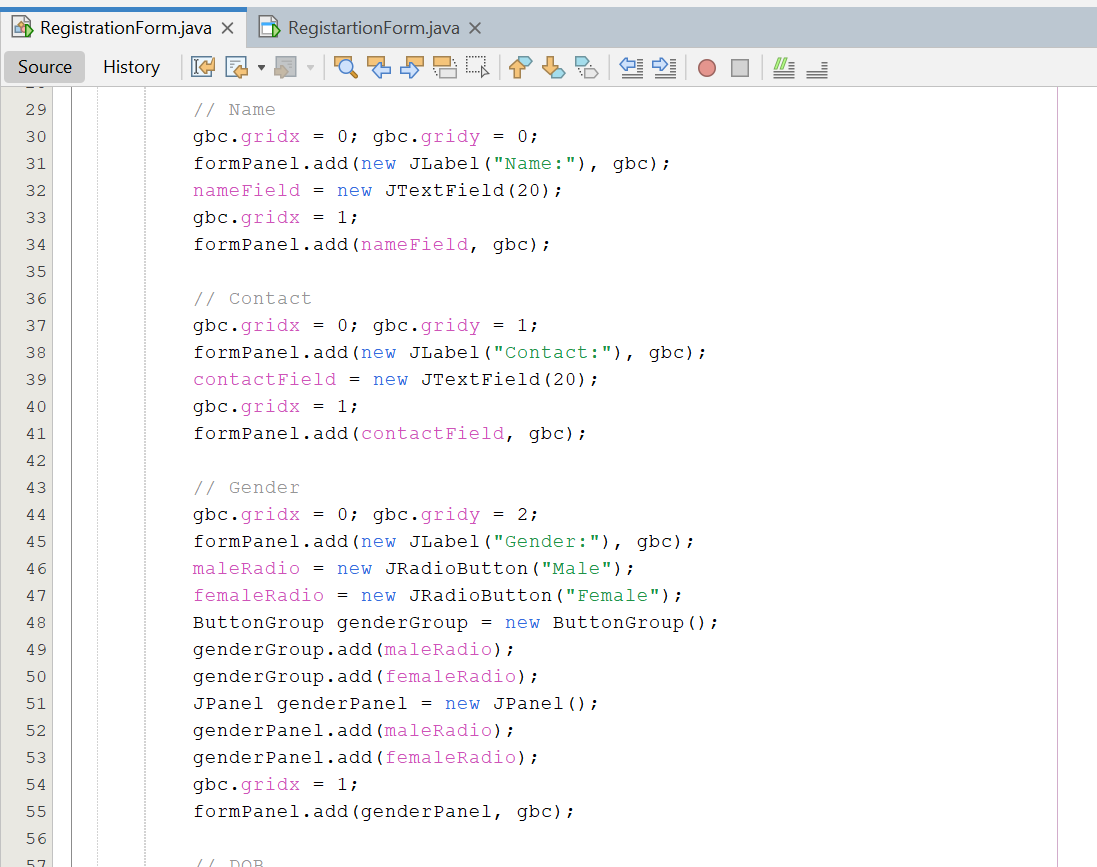 RegistrationForm.java RegistartionForm.java
Source History
29 // Name
30 gbc.gridx = 0; gbc.gridy = 0;
31 formPanel.add(new JLabel("Name:"), gbc);
32 nameField = new JTextField(20);
33 gbc.gridx = 1;
34 formPanel.add(nameField, gbc);
35
36 // Contact
37 gbc.gridx = 0; gbc.gridy = 1;
38 formPanel.add(new JLabel("Contact:"), gbc);
39 contactField = new JTextField(20);
40 gbc.gridx = 1;
41 formPanel.add(contactField, gbc);
42
43 // Gender
44 gbc.gridx = 0; gbc.gridy = 2;
45 formPanel.add(new JLabel("Gender:"), gbc);
46 maleRadio = new JRadioButton("Male");
47 femaleRadio = new JRadioButton("Female");
48 ButtonGroup genderGroup = new ButtonGroup();
49 genderGroup.add(maleRadio);
50 genderGroup.add(femaleRadio);
51 JPanel genderPanel = new JPanel();
52 genderPanel.add(maleRadio);
53 genderPanel.add(femaleRadio);
54 gbc.gridx = 1;
55 formPanel.add(genderPanel, gbc);
56
57 // DOB